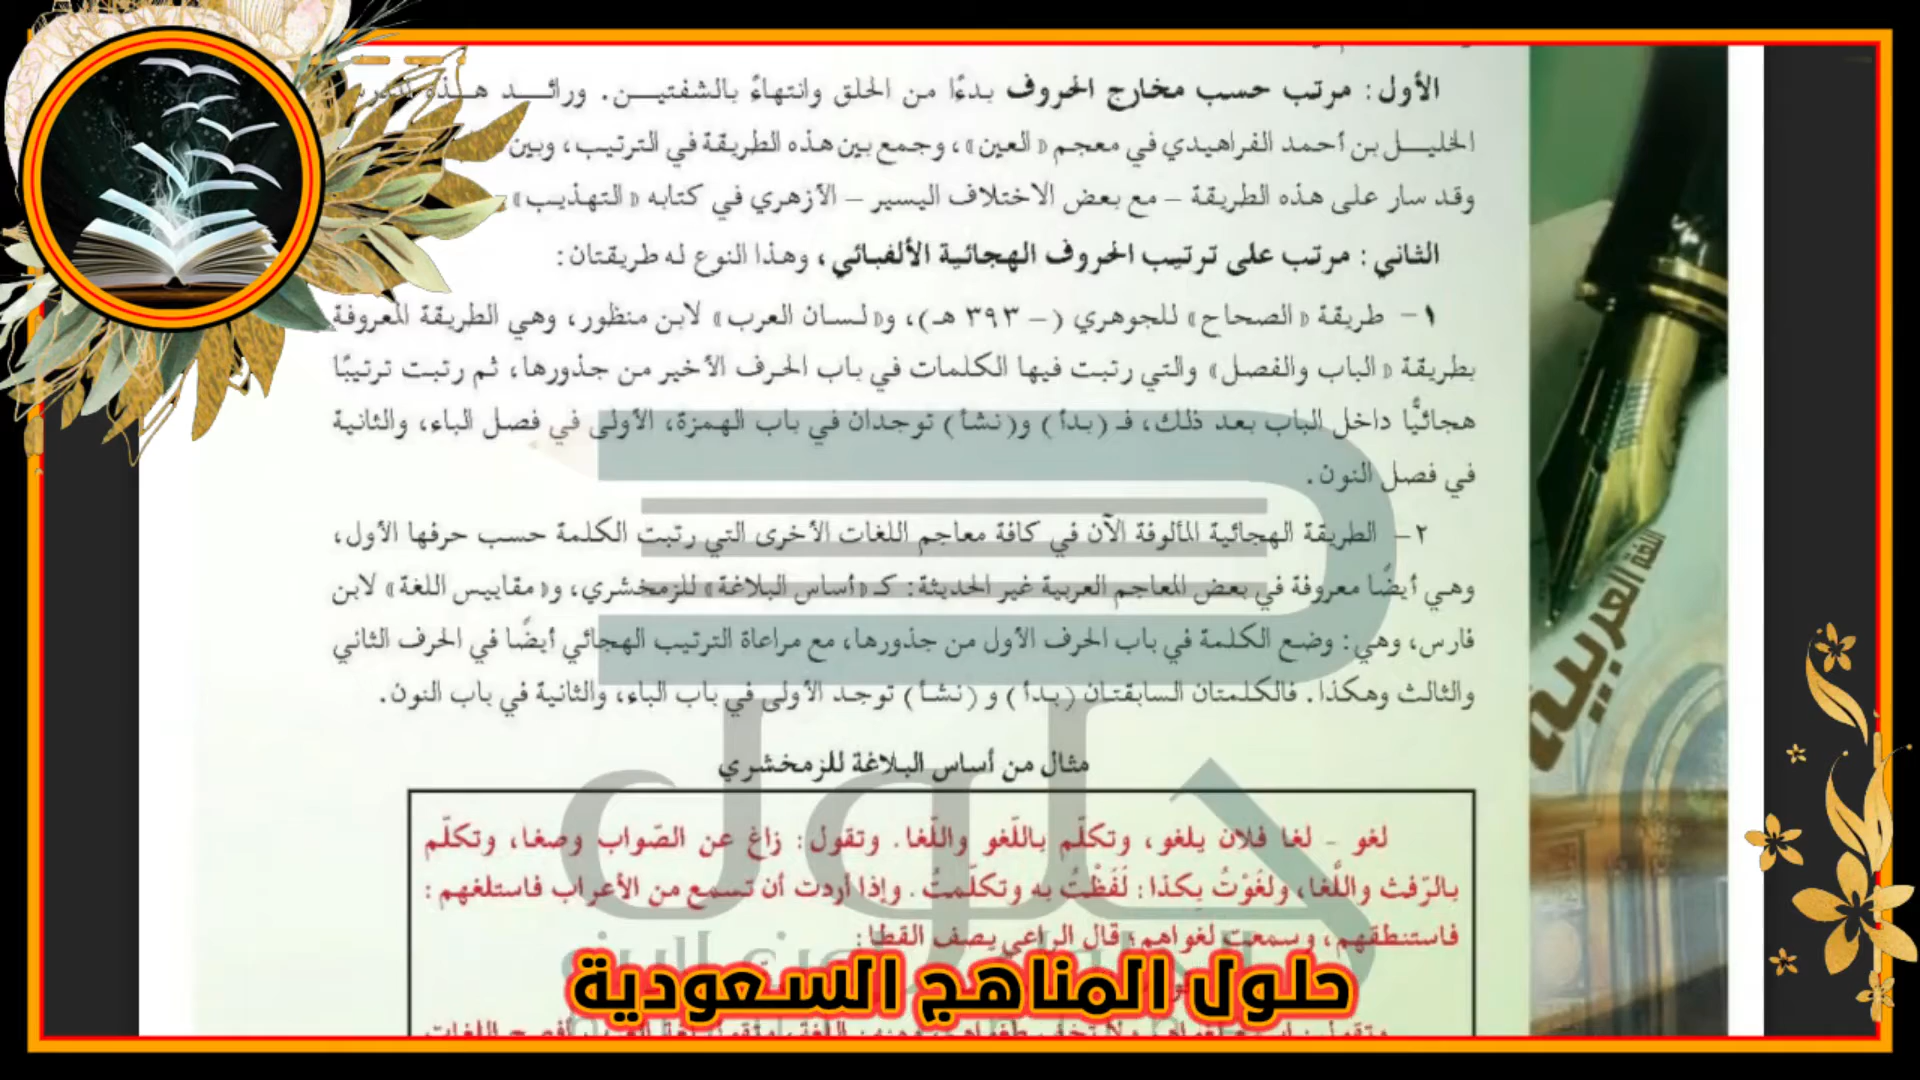 الأول: مرتب حسب مخارج الحروف بدءًا من الحلق وانتهاءً بالشفتيـــن. ورائـــد هـــذه
الخليـــل بن أحمد الفراهيدي في معجم «العين»، وجمع بين هذه الطريقة في الترتيب، وبين
وقد سار على هذه الطريقة – مع بعض الاختلاف اليسير – الأزهري في كتابه «التهذيب»
الثاني: مرتب على ترتيب الحروف الهجائية الألفبائي، وهذا النوع له طريقتان:
١- طريقة «الصحاح» للجوهري (– ٣٩٣ هـ)، و«لسان العرب» لابن منظور، وهي الطريقة المعروفة
بطريقة «الباب والفصل» والتي رتبت فيها الكلمات في باب الحرف الأخير من جذورها، ثم رتبت ترتيبًا
هجائيًّا داخل الباب بعد ذلك، فـ (بدأ) و(نشأ) توجدان في باب الهمزة، الأولى في فصل الباء، والثانية
في فصل النون.
٢- الطريقة الهجائية المألوفة الآن في كافة معاجم اللغات الأخرى التي رتبت الكلمة حسب حرفها الأول،
وهي أيضًا معروفة في بعض المعاجم العربية غير الحديثة: كـ «أساس البلاغة» للزمخشري، و«مقاييس اللغة» لابن
فارس، وهي: وضع الكلمة في باب الحرف الأول من جذورها، مع مراعاة الترتيب الهجائي أيضًا في الحرف الثاني
والثالث وهكذا. فالكلمتان السابقتان (بدأ) و (نشأ) توجد الأولى في باب الباء، والثانية في باب النون.
مثال من أساس البلاغة للزمخشري
لغو - لغا فلان يلغو، وتكلّم باللّغو واللّغا. وتقول: زاغ عن الصّواب وصغا، وتكلّم
بالرّفث واللَّغا، ولغَوْتُ بكذا: لَفَظْتُ به وتكلّمتُ. وإذا أردت أن تسمع من الأعراب فاستلغهم:
فاستنطقهم، وسمعت لغواهم؛ قال الراعي يصف القطا:
حلول المناهج السعودية
اللغة العربية
حلول